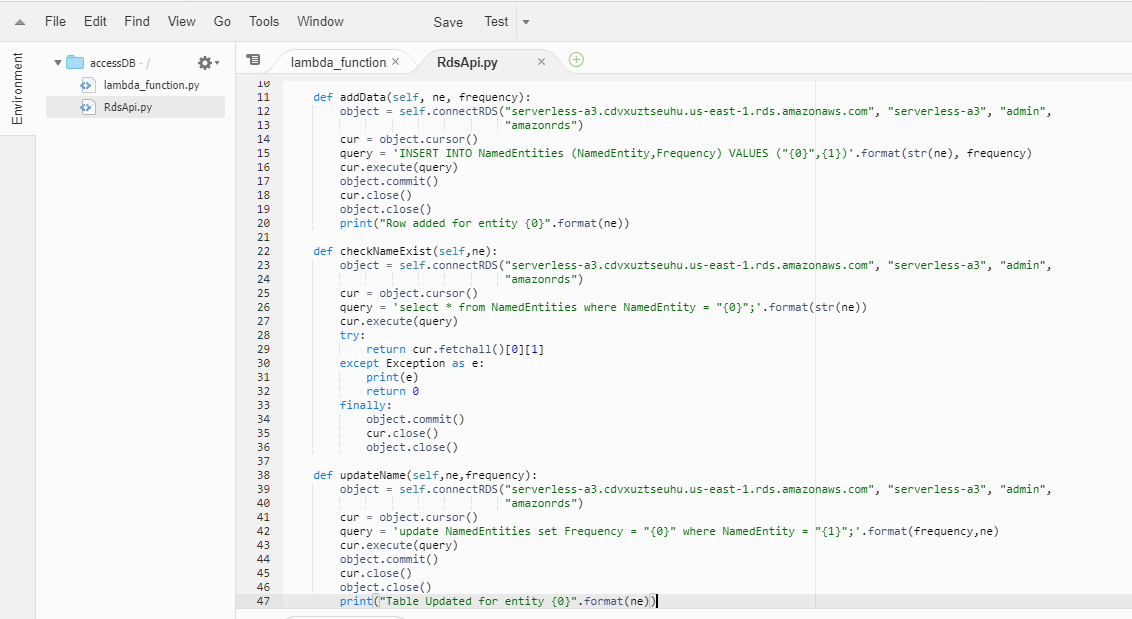 File Edit Find View Go Tools Window Save Test
Environment
accessDB - /
lambda_function.py
RdsApi.py
lambda_function × RdsApi.py ×
10
11 def addData(self, ne, frequency):
12 object = self.connectRDS("serverless-a3.cdvxuztseuhu.us-east-1.rds.amazonaws.com", "serverless-a3", "admin",
13 "amazonrds")
14 cur = object.cursor()
15 query = 'INSERT INTO NamedEntities (NamedEntity,Frequency) VALUES ("{0}",{1})'.format(str(ne), frequency)
16 cur.execute(query)
17 object.commit()
18 cur.close()
19 object.close()
20 print("Row added for entity {0}".format(ne))
21
22 def checkNameExist(self,ne):
23 object = self.connectRDS("serverless-a3.cdvxuztseuhu.us-east-1.rds.amazonaws.com", "serverless-a3", "admin",
24 "amazonrds")
25 cur = object.cursor()
26 query = 'select * from NamedEntities where NamedEntity = "{0}";'.format(str(ne))
27 cur.execute(query)
28 try:
29 return cur.fetchall()[0][1]
30 except Exception as e:
31 print(e)
32 return 0
33 finally:
34 object.commit()
35 cur.close()
36 object.close()
37
38 def updateName(self,ne,frequency):
39 object = self.connectRDS("serverless-a3.cdvxuztseuhu.us-east-1.rds.amazonaws.com", "serverless-a3", "admin",
40 "amazonrds")
41 cur = object.cursor()
42 query = 'update NamedEntities set Frequency = "{0}" where NamedEntity = "{1}";'.format(frequency,ne)
43 cur.execute(query)
44 object.commit()
45 cur.close()
46 object.close()
47 print("Table Updated for entity {0}".format(ne))